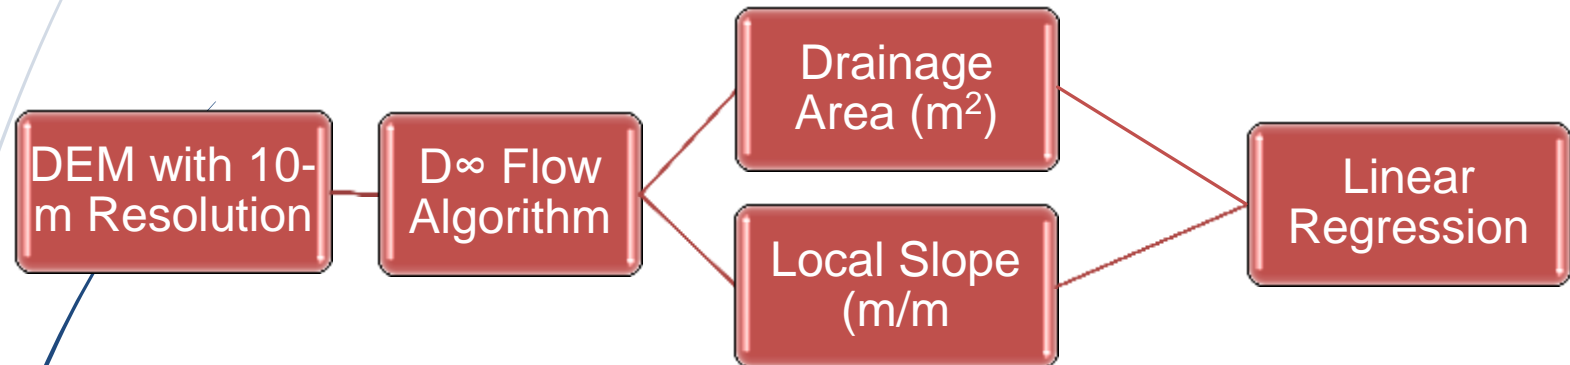 DEM with 10-
m Resolution
D∞ Flow
Algorithm
Drainage
Area (m²)
Local Slope
(m/m
Linear
Regression